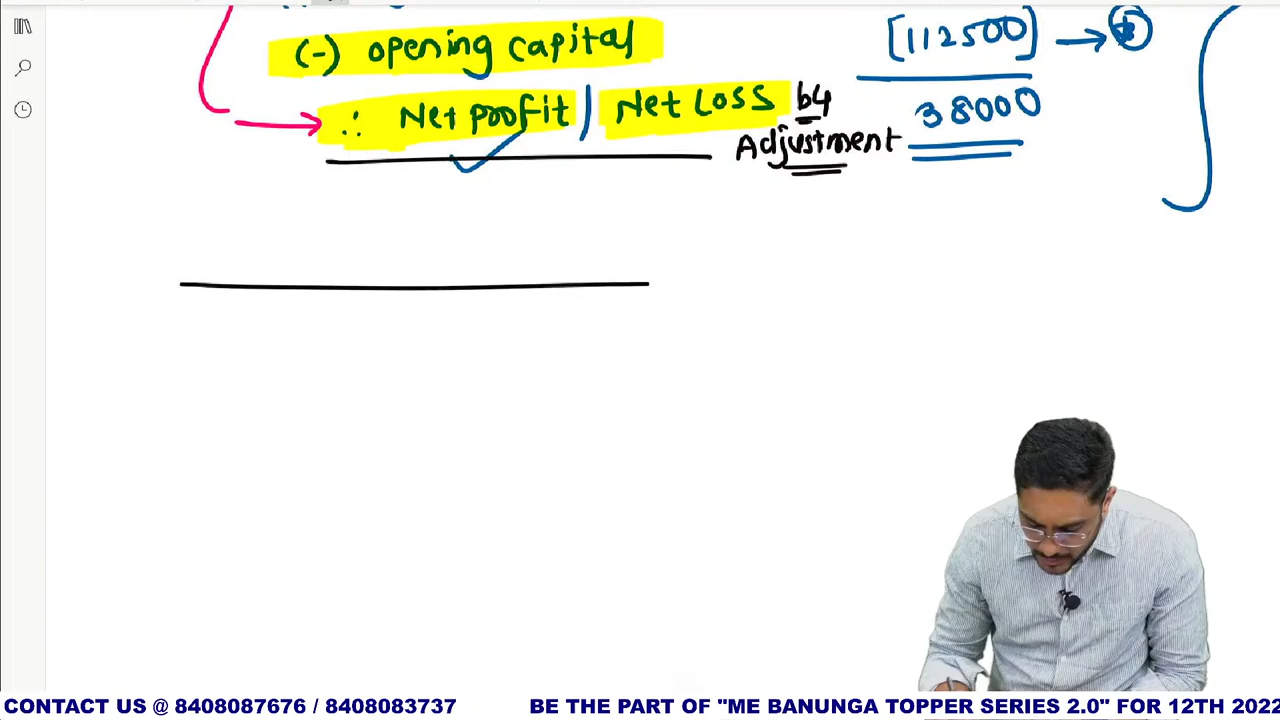 (-) opening capital [112500] →
∴ Net profit / Net Loss b4 38000
Adjustment
CONTACT US @ 8408087676 / 8408083737 BE THE PART OF "ME BANUNGA TOPPER SERIES 2.0" FOR 12TH 2022